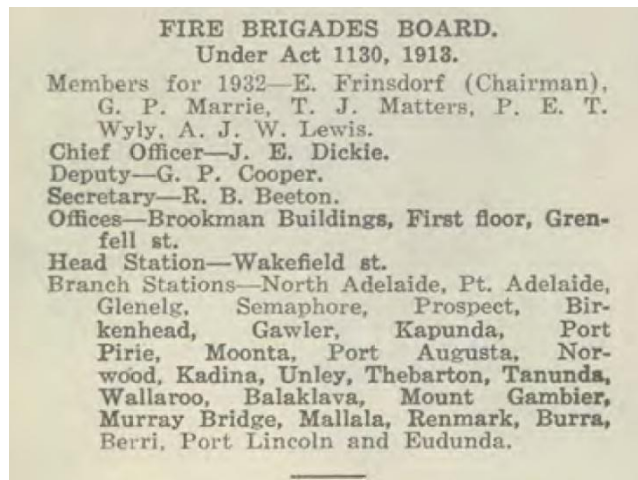 FIRE BRIGADES BOARD.
Under Act 1130, 1913.
Members for 1932—E. Frinsdorf (Chairman),
G. P. Marrie, T. J. Matters, P. E. T.
Wyly, A. J. W. Lewis.
Chief Officer—J. E. Dickie.
Deputy—G. P. Cooper.
Secretary—R. B. Beeton.
Offices—Brookman Buildings, First floor, Gren-
fell st.
Head Station—Wakefield st.
Branch Stations—North Adelaide, Pt. Adelaide,
Glenelg, Semaphore, Prospect, Bir-
kenhead, Gawler, Kapunda, Port
Pirie, Moonta, Port Augusta, Nor-
wood, Kadina, Unley, Thebarton, Tanunda,
Wallaroo, Balaklava, Mount Gambier,
Murray Bridge, Mallala, Renmark, Burra,
Berri, Port Lincoln and Eudunda.